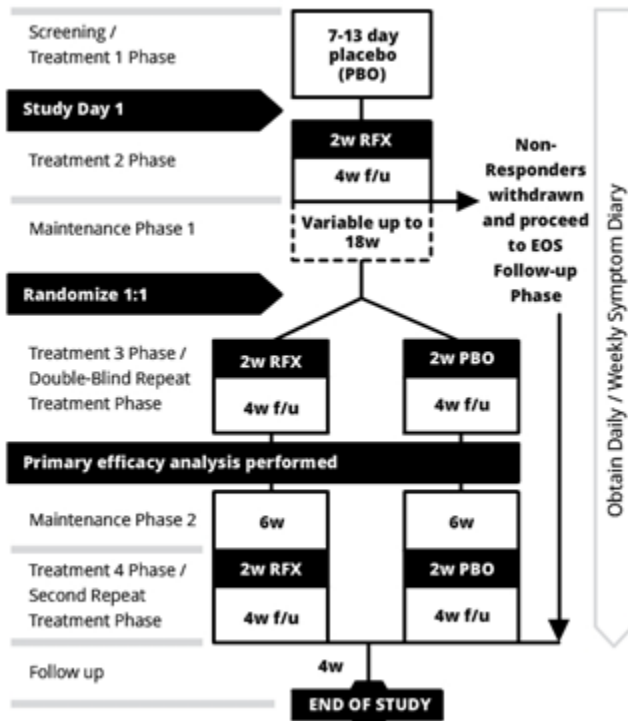 Screening /
Treatment 1 Phase
7-13 day
placebo
(PBO)
Study Day 1
Treatment 2 Phase
2w RFX
4w f/u
Non-
Responders
withdrawn
and proceed
to EOS
Follow-up
Phase
Maintenance Phase 1
Variable up to
18w
Randomize 1:1
Treatment 3 Phase /
Double-Blind Repeat
Treatment Phase
2w RFX
4w f/u
2w PBO
4w f/u
Primary efficacy analysis performed
Maintenance Phase 2
6w
6w
Treatment 4 Phase /
Second Repeat
Treatment Phase
2w RFX
4w f/u
2w PBO
4w f/u
Follow up
4w
END OF STUDY
Obtain Daily / Weekly Symptom Diary